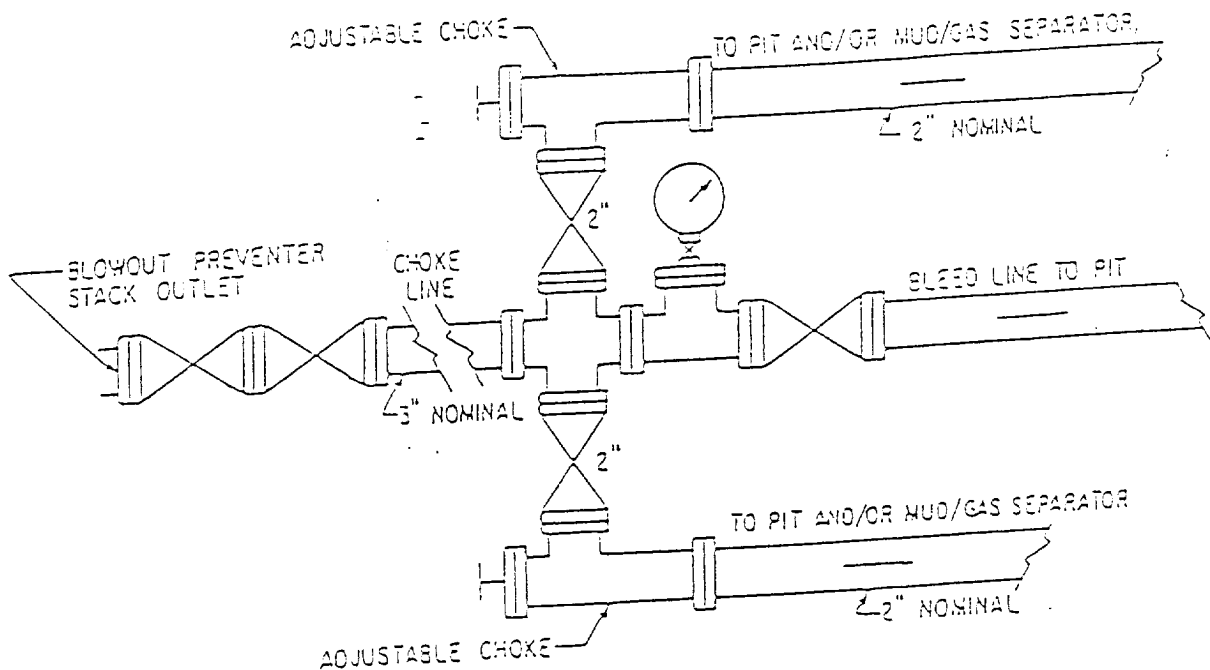 ADJUSTABLE CHOKE
TO PIT AND/OR MUD/GAS SEPARATOR,
2" NOMINAL
2"
BLOWOUT PREVENTER
STACK OUTLET
CHOKE
LINE
BLEED LINE TO PIT
3" NOMINAL
2"
TO PIT AND/OR MUD/GAS SEPARATOR
2" NOMINAL
ADJUSTABLE CHOKE